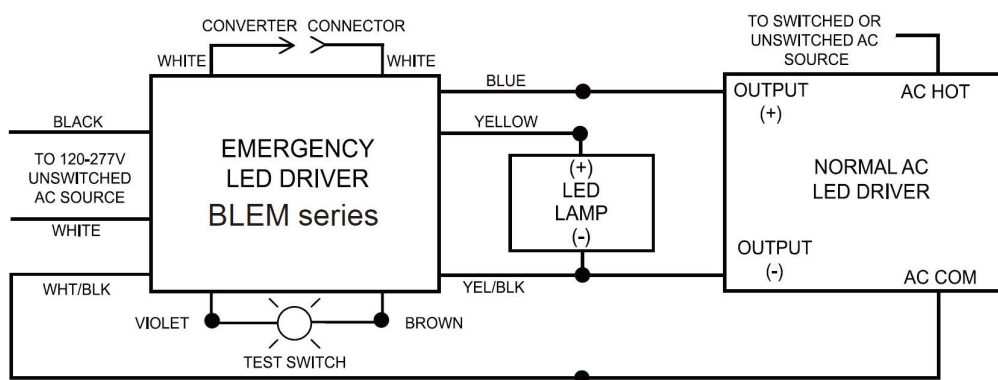 CONVERTER
CONNECTOR
WHITE
WHITE
TO SWITCHED OR
UNSWITCHED AC
SOURCE
BLACK
TO 120-277V
UNSWITCHED
AC SOURCE
WHITE
WHT/BLK
EMERGENCY
LED DRIVER
BLEM series
BLUE
YELLOW
(+)
LED
LAMP
(-)
YEL/BLK
OUTPUT
(+)
AC HOT
NORMAL AC
LED DRIVER
OUTPUT
(-)
AC COM
VIOLET
BROWN
TEST SWITCH